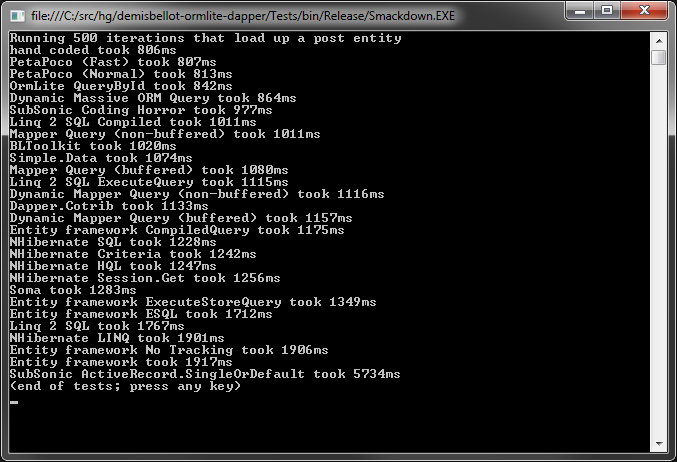 file:///C:/src/hg/demisbellot-ormlite-dapper/Tests/bin/Release/Smackdown.EXE
Running 500 iterations that load up a post entity
hand coded took 806ms
PetaPoco (Fast) took 807ms
PetaPoco (Normal) took 813ms
OrmLite QueryById took 842ms
Dynamic Massive ORM Query took 864ms
SubSonic Coding Horror took 977ms
Linq 2 SQL Compiled took 1011ms
Mapper Query (non-buffered) took 1011ms
BLToolkit took 1020ms
Simple.Data took 1074ms
Mapper Query (buffered) took 1080ms
Linq 2 SQL ExecuteQuery took 1115ms
Dynamic Mapper Query (non-buffered) took 1116ms
Dapper.Cotrib took 1133ms
Dynamic Mapper Query (buffered) took 1157ms
Entity framework CompiledQuery took 1175ms
NHibernate SQL took 1228ms
NHibernate Criteria took 1242ms
NHibernate HQL took 1247ms
NHibernate Session.Get took 1256ms
Soma took 1283ms
Entity framework ExecuteStoreQuery took 1349ms
Entity framework ESQL took 1712ms
Linq 2 SQL took 1767ms
NHibernate LINQ took 1901ms
Entity framework No Tracking took 1906ms
Entity framework took 1917ms
SubSonic ActiveRecord.SingleOrDefault took 5734ms
(end of tests; press any key)